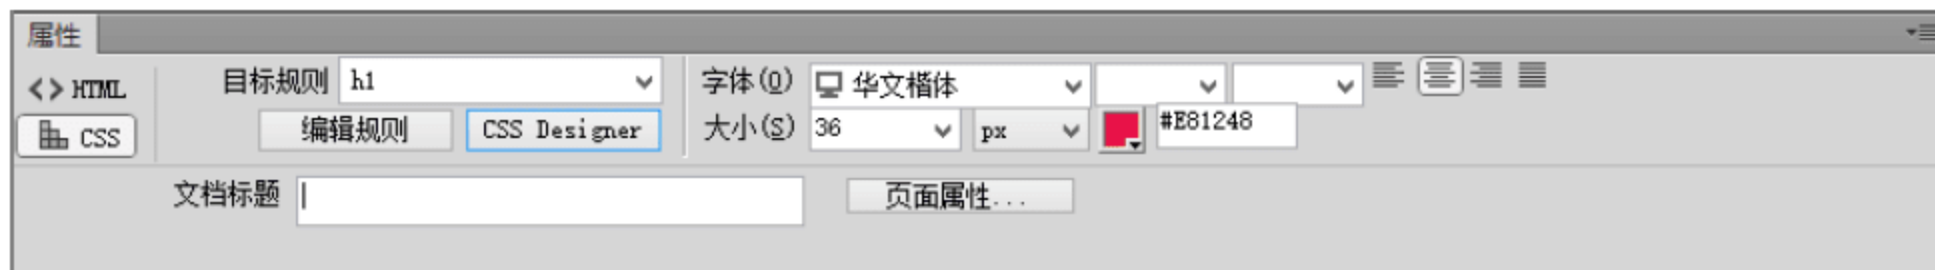 属性
HTML 目标规则 h1 字体(O) 华文楷体
CSS 编辑规则 CSS Designer 大小(S) 36 px #E81248
文档标题 页面属性...